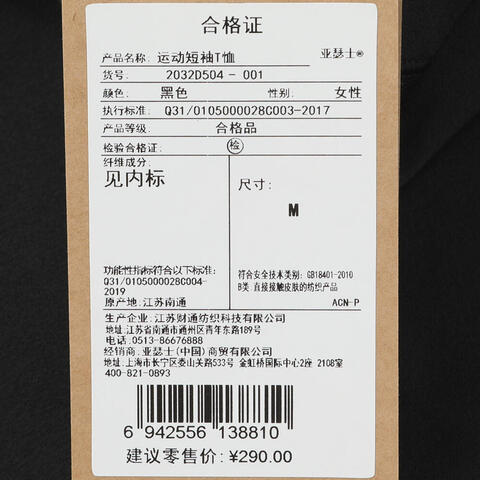 合格证
产品名称: 运动短袖T恤 亚瑟士®
货号: 2032D504 - 001
颜色: 黑色 性别: 女性
执行标准: Q31/0105000028C003-2017
产品等级: 合格品
检验合格证: 检
纤维成分:
见内标
尺寸:
M
功能性指标符合以下标准:
Q31/0105000028C004-
2019
原产地:江苏南通
符合安全技术类别: GB18401-2010
B类:直接接触皮肤的纺织产品
ACN-P
生产企业:江苏财通纺织科技有限公司
地址:江苏省南通市通州区青年东路189号
电话:0513-86676888
经销商:亚瑟士(中国)商贸有限公司
地址:上海市长宁区娄山关路533号 金虹桥国际中心2座 2108室
400-821-0893
6 942556 138810
建议零售价: ¥290.00